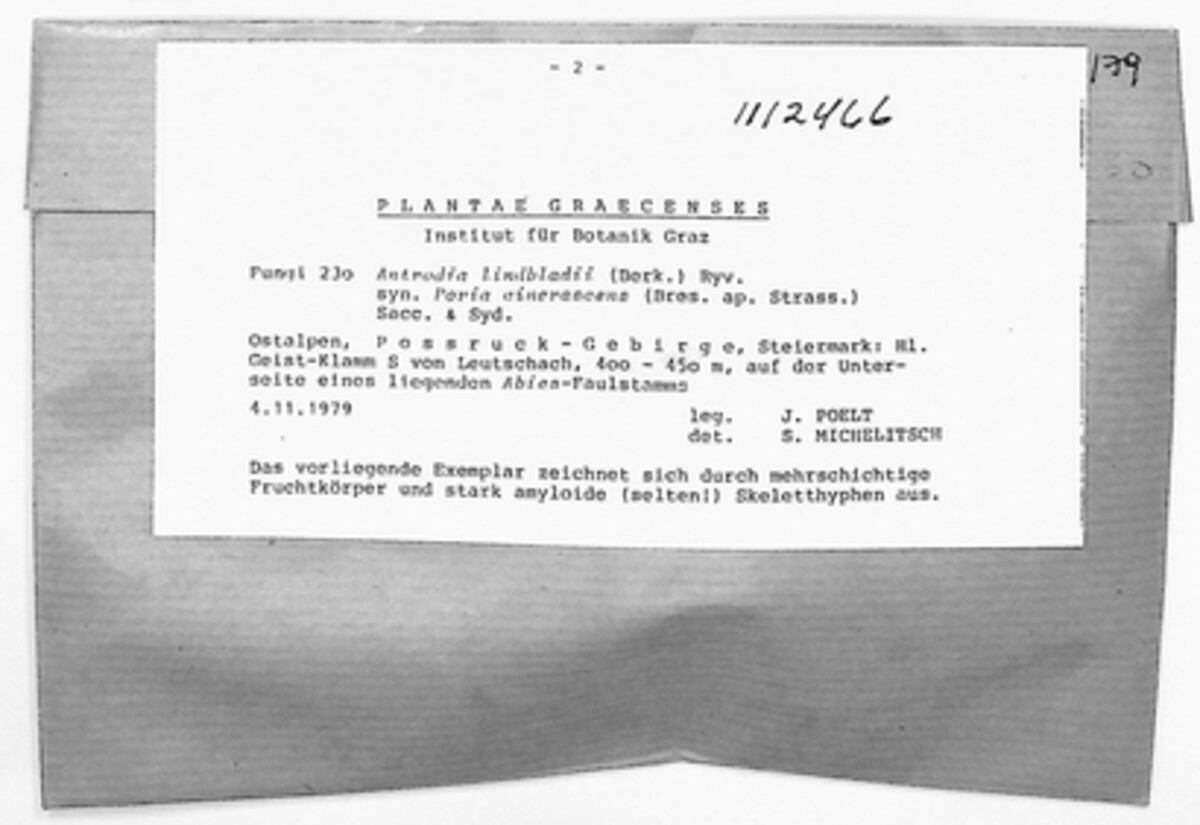 - 2 -
1112466
PLANTAE GRAECENSES
Institut für Botanik Graz
Fungi 23o Antrodia lindbladii (Berk.) Ryv.
syn. Poria cinerascens (Bres. ap. Strass.)
Sacc. & Syd.
Ostalpen, Possruck-Gebirge, Steiermark: Hl.
Geist-Klamm S von Leutschach, 4oo - 45o m, auf der Unter-
seite eines liegenden Abies-Faulstamms
4.11.1979
leg. J. POELT
det. S. MICHELITSCH
Das vorliegende Exemplar zeichnet sich durch mehrschichtige
Fruchtkörper und stark amyloide (selten!) Skeletthyphen aus.